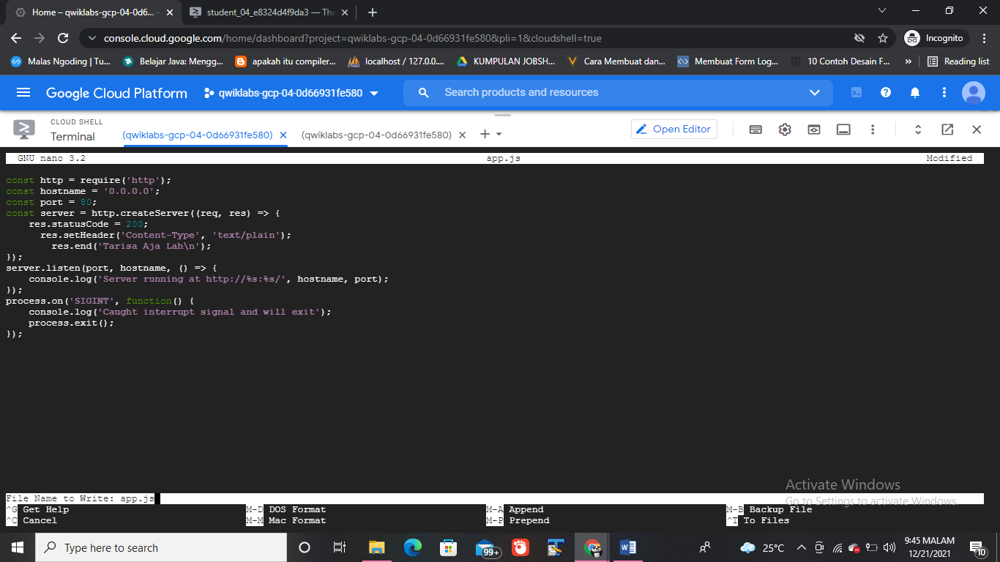 Home – qwiklabs-gcp-04-0d6...
student_04_e8324d4f9da3 — The
console.cloud.google.com/home/dashboard?project=qwiklabs-gcp-04-0d66931fe580&pli=1&cloudshell=true
Incognito
Malas Ngoding | Tu...
Belajar Java: Mengg...
apakah itu compiler...
localhost / 127.0.0....
KUMPULAN JOBSH...
Cara Membuat dan...
Membuat Form Log...
10 Contoh Desain F...
»
Reading list
Google Cloud Platform
qwiklabs-gcp-04-0d66931fe580
Search products and resources
CLOUD SHELL
Terminal
(qwiklabs-gcp-04-0d66931fe580)
(qwiklabs-gcp-04-0d66931fe580)
Open Editor
GNU nano 3.2 app.js Modified
const http = require('http');
const hostname = '0.0.0.0';
const port = 80;
const server = http.createServer((req, res) => {
    res.statusCode = 200;
      res.setHeader('Content-Type', 'text/plain');
        res.end('Tarisa Aja Lah\n');
});
server.listen(port, hostname, () => {
    console.log('Server running at http://%s:%s/', hostname, port);
});
process.on('SIGINT', function() {
    console.log('Caught interrupt signal and will exit');
    process.exit();
});
Activate Windows
Go to Settings to activate Windows.
File Name to Write: app.js
^G Get Help M-D DOS Format M-A Append M-B Backup File
^C Cancel M-M Mac Format M-P Prepend ^T To Files
Type here to search
99+
25°C
9:45 MALAM
12/21/2021
10